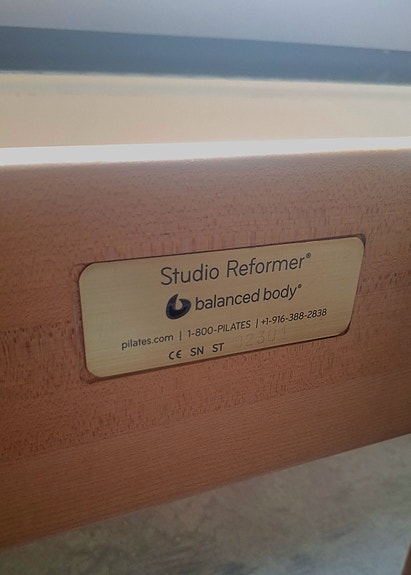 Studio Reformer®
balanced body®
pilates.com | 1-800-PILATES | +1-916-388-2838
CE SN ST